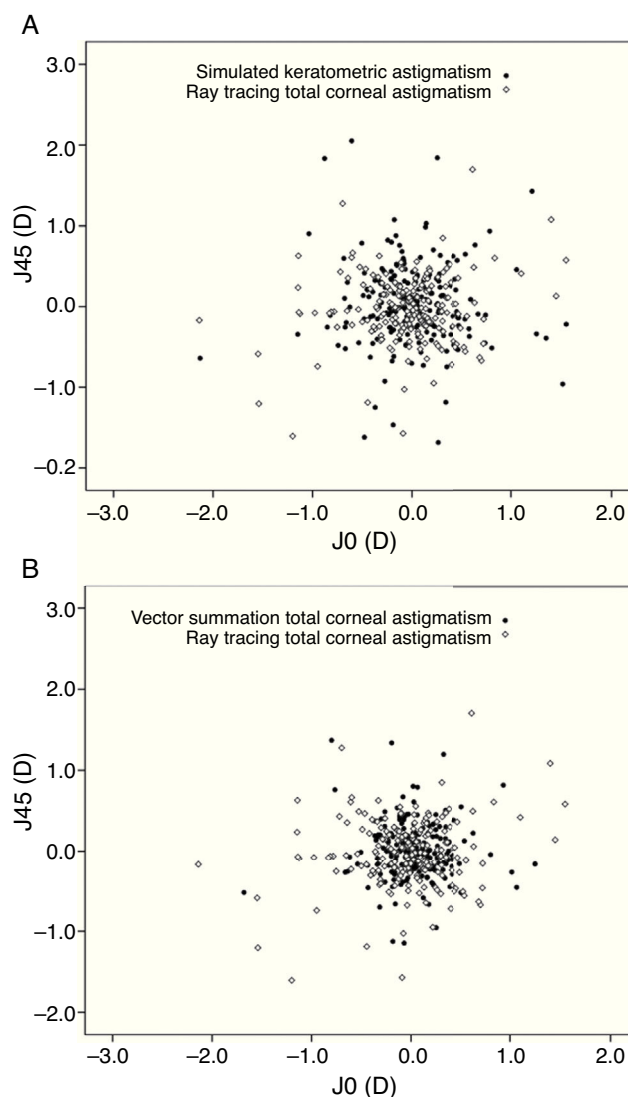 A
Simulated keratometric astigmatism
Ray tracing total corneal astigmatism
3.0
2.0
1.0
0.0
–1.0
–0.2
J45 (D)
–3.0 –2.0 –1.0 0.0 1.0 2.0
J0 (D)
B
Vector summation total corneal astigmatism
Ray tracing total corneal astigmatism
3.0
2.0
1.0
0.0
–1.0
–2.0
J45 (D)
–3.0 –2.0 –1.0 0.0 1.0 2.0
J0 (D)